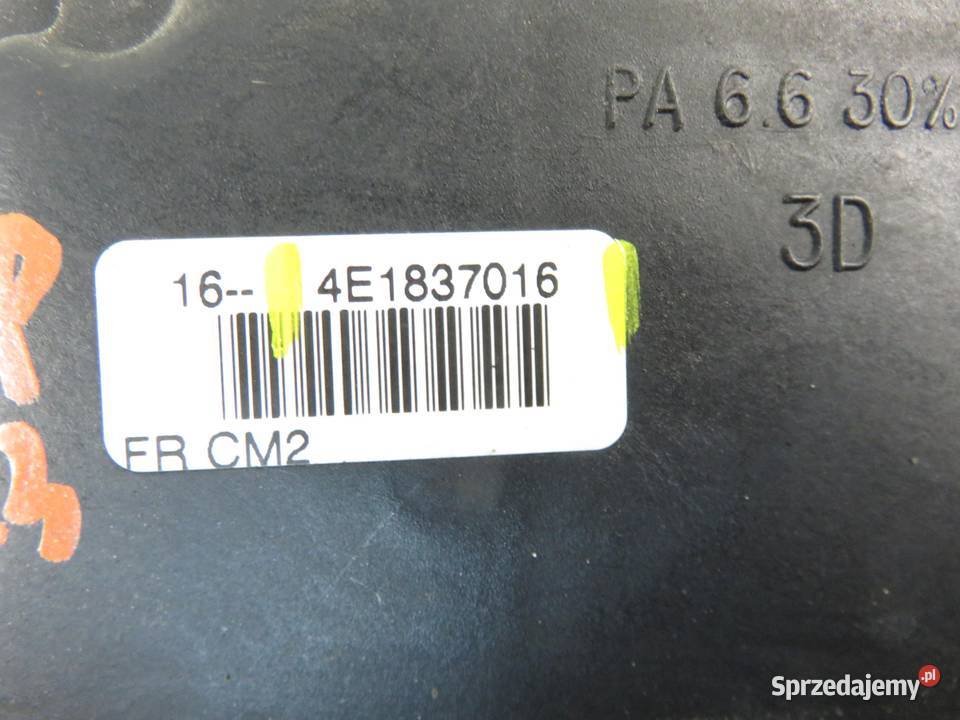 PA 6.6 30%
3D
16-- 4E1837016
FR CM2
Sprzedajemy.pl